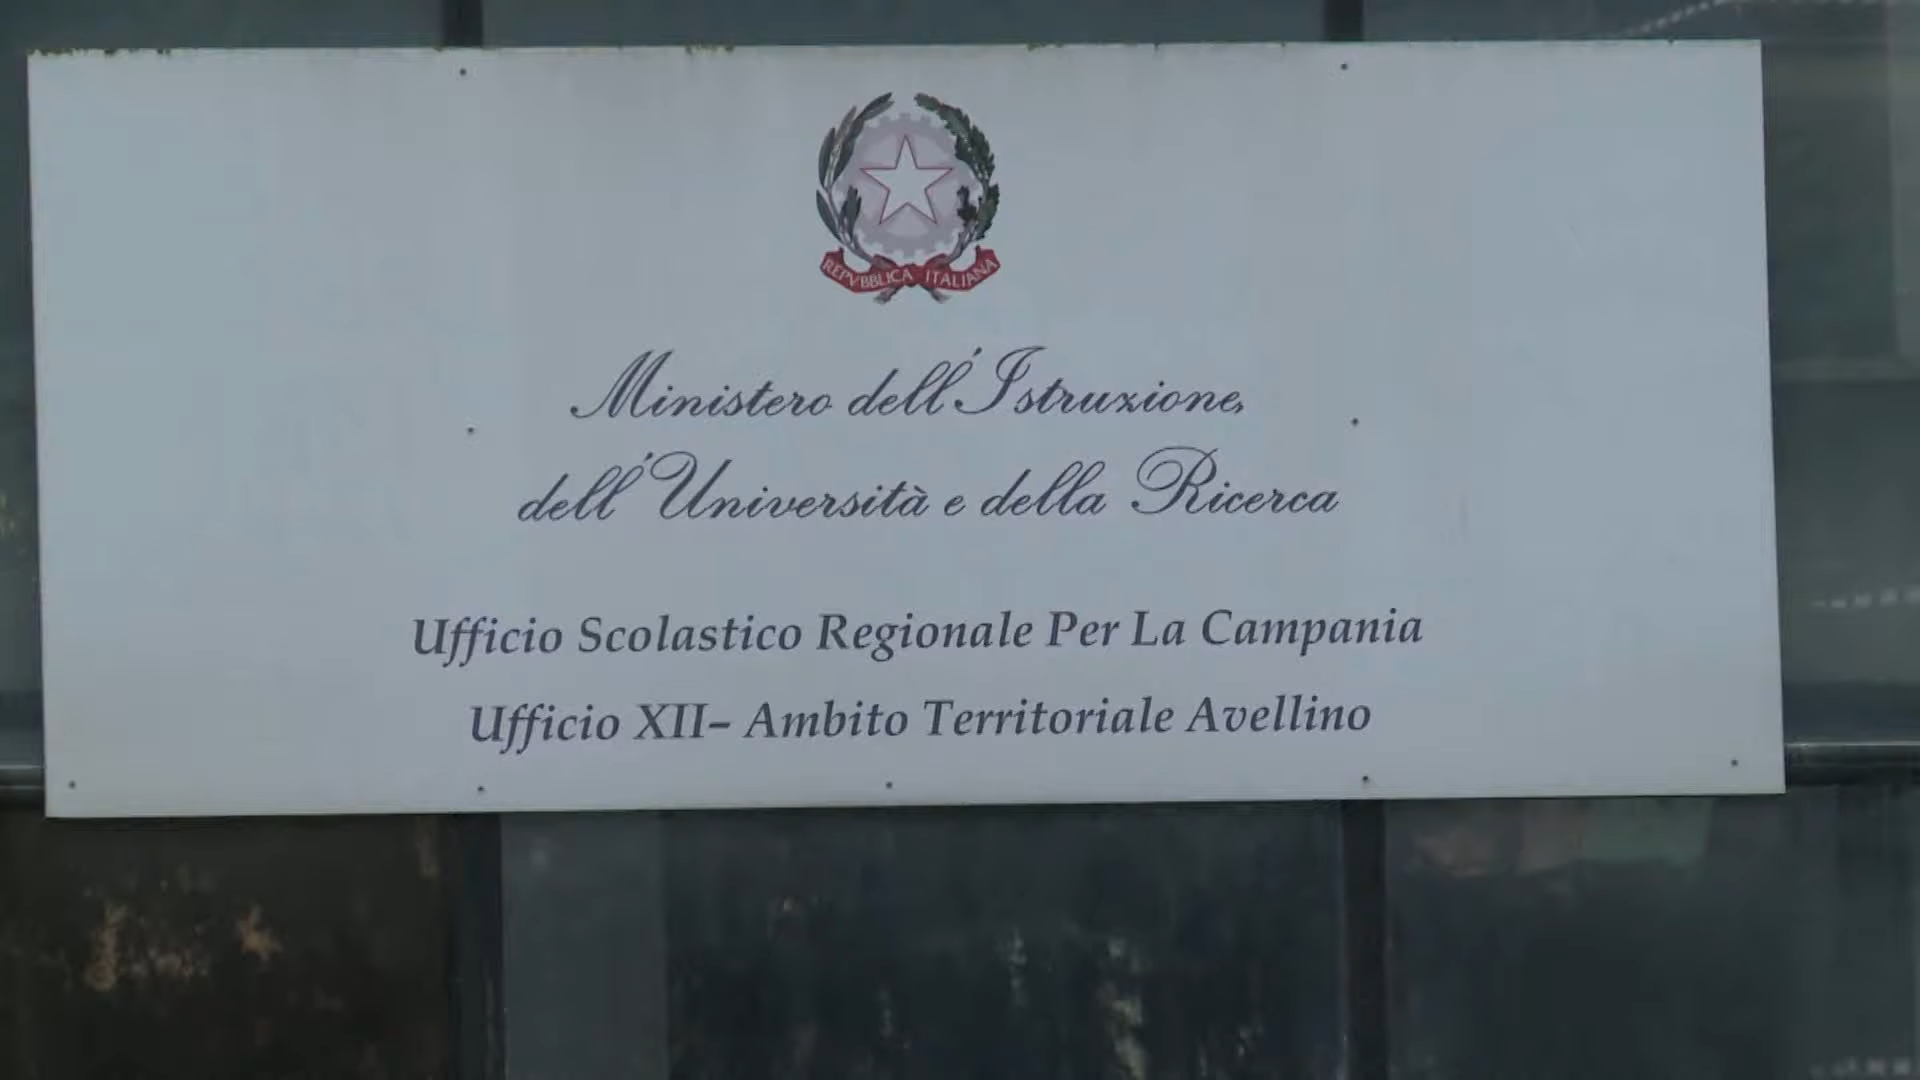 REPVBBLICA ITALIANA
Ministero dell'Istruzione,
dell'Università e della Ricerca
Ufficio Scolastico Regionale Per La Campania
Ufficio XII– Ambito Territoriale Avellino